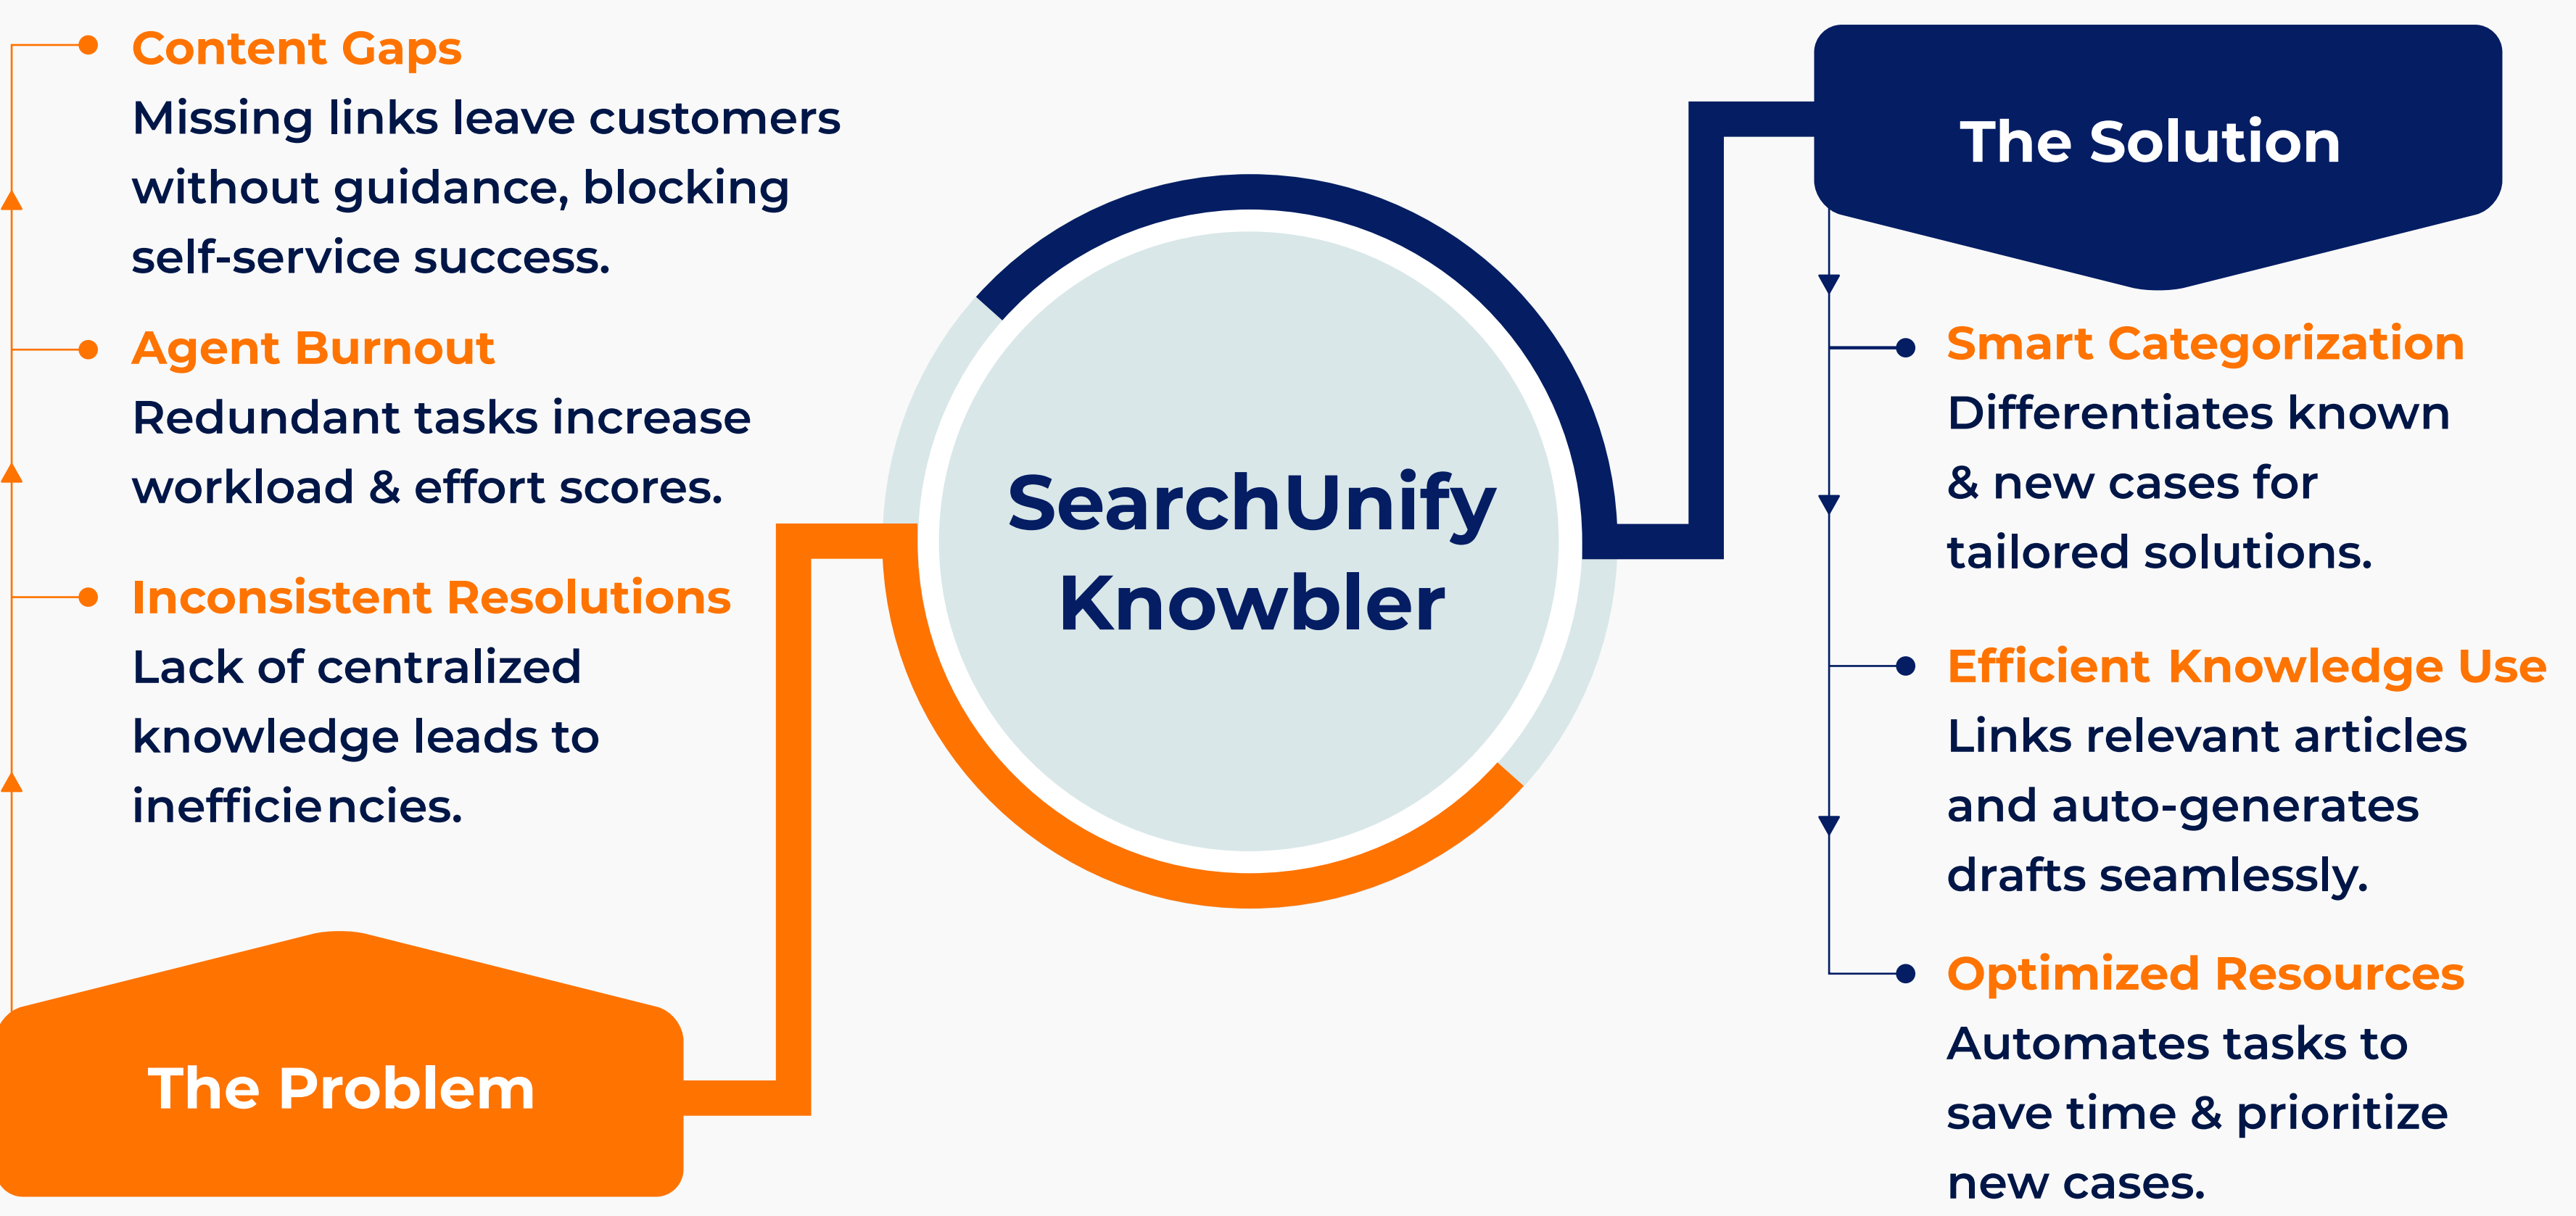 Content Gaps
Missing links leave customers
without guidance, blocking
self-service success.
Agent Burnout
Redundant tasks increase
workload & effort scores.
Inconsistent Resolutions
Lack of centralized
knowledge leads to
inefficiencies.
The Problem
SearchUnify
Knowbler
The Solution
Smart Categorization
Differentiates known
& new cases for
tailored solutions.
Efficient Knowledge Use
Links relevant articles
and auto-generates
drafts seamlessly.
Optimized Resources
Automates tasks to
save time & prioritize
new cases.